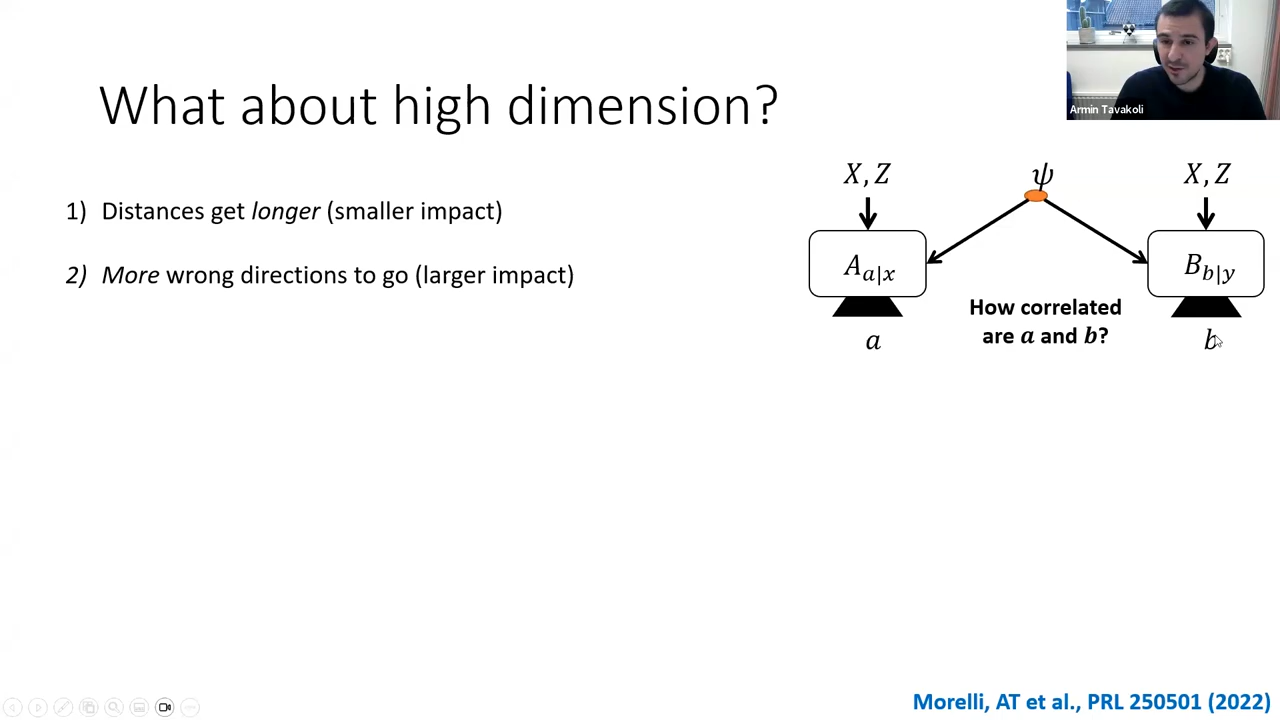 Armin Tavakoli
What about high dimension?
1) Distances get longer (smaller impact)
2) More wrong directions to go (larger impact)
X, Z
ψ
X, Z
A_{a|x}
B_{b|y}
How correlated
are a and b?
a
b
Morelli, AT et al., PRL 250501 (2022)